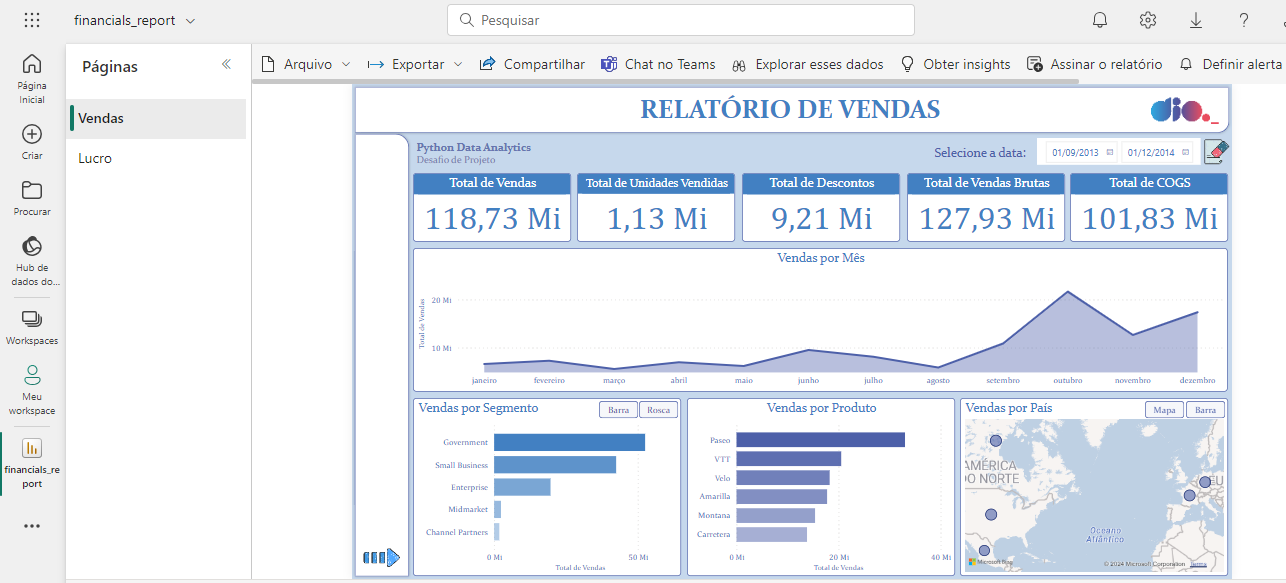 financials_report
Pesquisar
Página
Inicial
Criar
Procurar
Hub de
dados do...
Workspaces
Meu
workspace
financials_re
port
Páginas
Vendas
Lucro
Arquivo
Exportar
Compartilhar
Chat no Teams
Explorar esses dados
Obter insights
Assinar o relatório
Definir alerta
RELATÓRIO DE VENDAS
dio._
Python Data Analytics
Desafio de Projeto
Selecione a data:
01/09/2013
01/12/2014
Total de Vendas
118,73 Mi
Total de Unidades Vendidas
1,13 Mi
Total de Descontos
9,21 Mi
Total de Vendas Brutas
127,93 Mi
Total de COGS
101,83 Mi
Vendas por Mês
Total de Vendas
20 Mi
10 Mi
janeiro
fevereiro
março
abril
maio
junho
julho
agosto
setembro
outubro
novembro
dezembro
Vendas por Segmento
Barra
Rosca
Government
Small Business
Enterprise
Midmarket
Channel Partners
0 Mi
50 Mi
Total de Vendas
Vendas por Produto
Paseo
VTT
Velo
Amarilla
Montana
Carretera
0 Mi
20 Mi
40 Mi
Total de Vendas
Vendas por País
Mapa
Barra
AMÉRICA
DO NORTE
EU
Oceano
Atlântico
Microsoft Bing
© 2024 Microsoft Corporation Terms